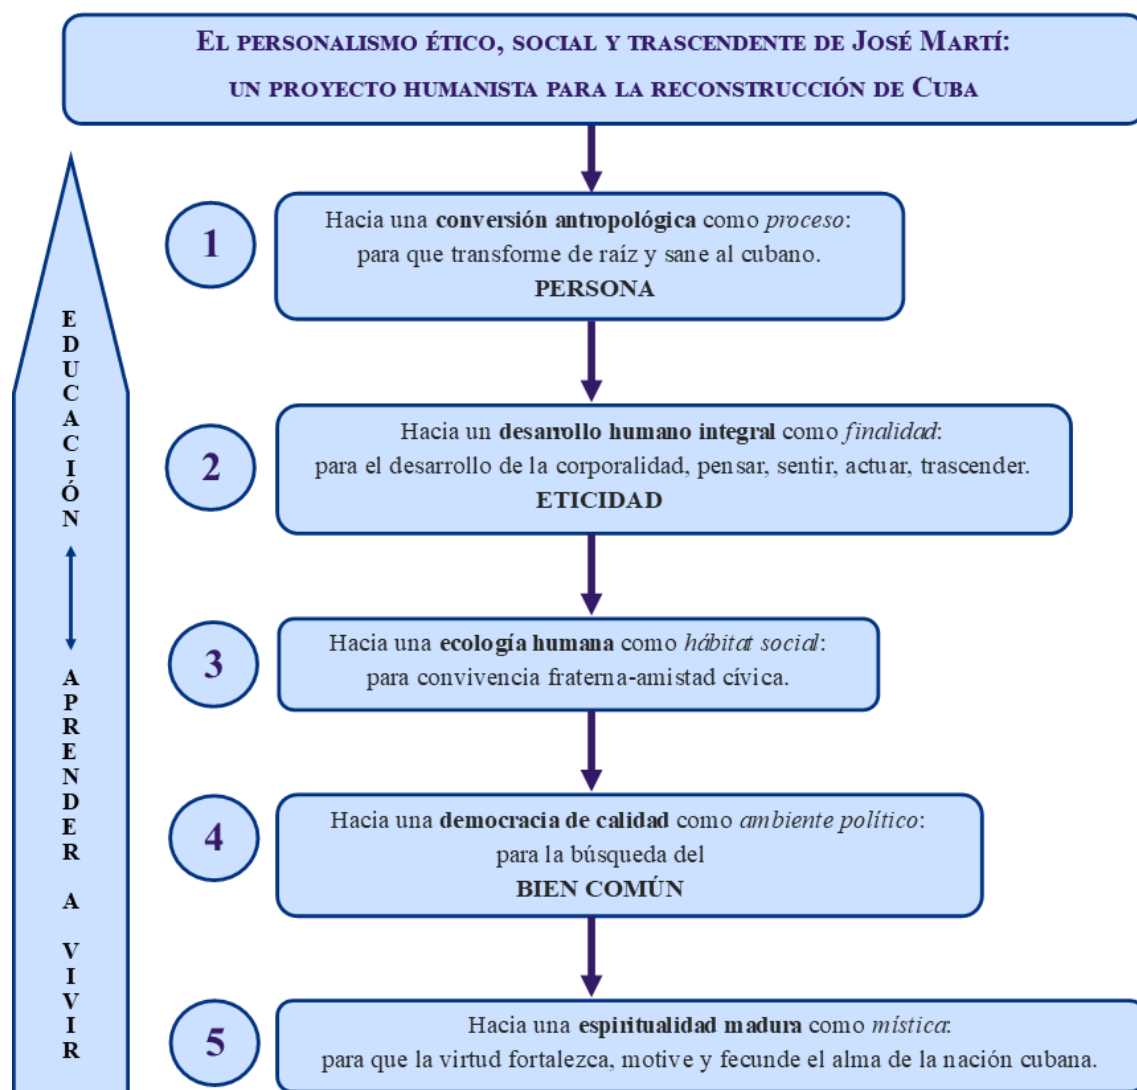 EL PERSONALISMO ÉTICO, SOCIAL Y TRASCENDENTE DE JOSÉ MARTÍ:
UN PROYECTO HUMANISTA PARA LA RECONSTRUCCIÓN DE CUBA
EDUCACIÓN
APRENDER A VIVIR
1
Hacia una conversión antropológica como proceso:
para que transforme de raíz y sane al cubano.
PERSONA
2
Hacia un desarrollo humano integral como finalidad:
para el desarrollo de la corporalidad, pensar, sentir, actuar, trascender.
ETICIDAD
3
Hacia una ecología humana como hábitat social:
para convivencia fraterna-amistad cívica.
4
Hacia una democracia de calidad como ambiente político:
para la búsqueda del
BIEN COMÚN
5
Hacia una espiritualidad madura como mística:
para que la virtud fortalezca, motive y fecunde el alma de la nación cubana.